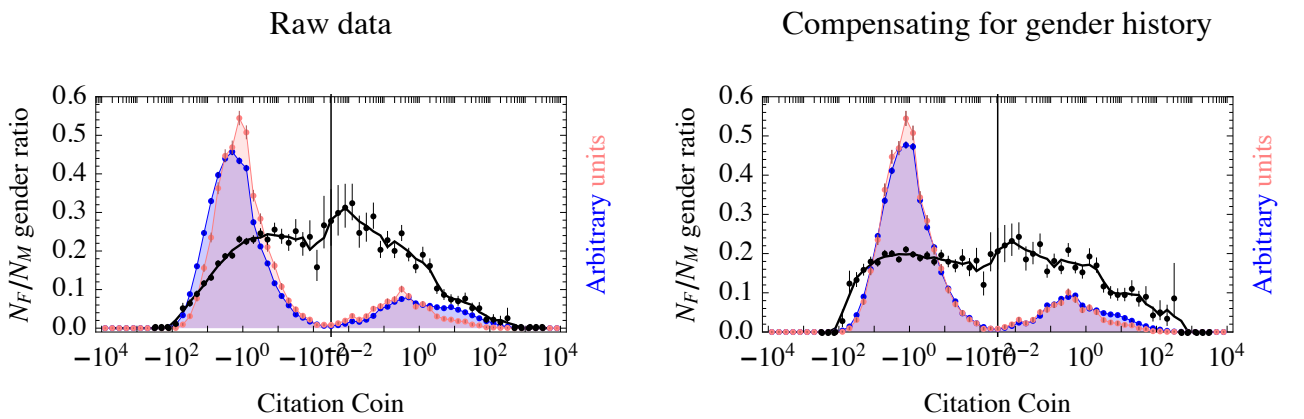 Raw data
Compensating for gender history
0.6
0.5
0.4
0.3
0.2
0.1
0.0
N_F/N_M gender ratio
Arbitrary units
−10^4 −10^2 −10^0 −10^−2 10^−2 10^0 10^2 10^4
Citation Coin
0.6
0.5
0.4
0.3
0.2
0.1
0.0
N_F/N_M gender ratio
Arbitrary units
−10^4 −10^2 −10^0 −10^−2 10^−2 10^0 10^2 10^4
Citation Coin